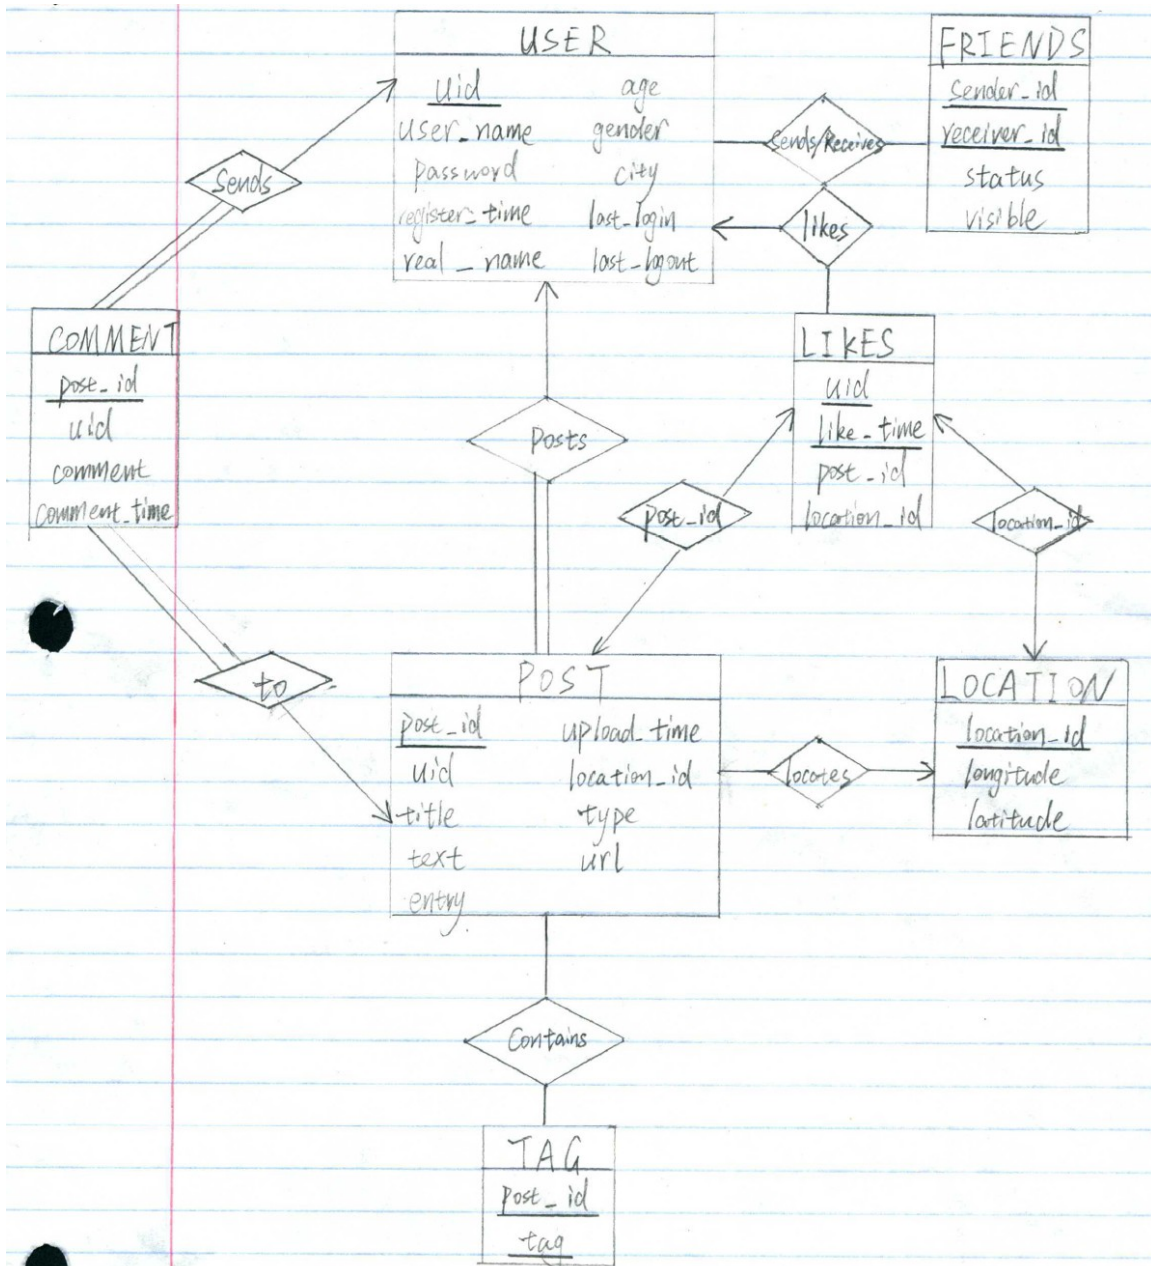 USER
uid age
user_name gender
password city
register_time last_login
real_name last_logout
FRIENDS
sender_id
receiver_id
status
visible
Sends
Sends/Receives
likes
COMMENT
post_id
uid
comment
comment_time
LIKES
uid
like_time
post_id
location_id
Posts
post_id
location_id
to
POST
post_id upload_time
uid location_id
title type
text url
entry
locates
LOCATION
location_id
longitude
latitude
Contains
TAG
post_id
tag